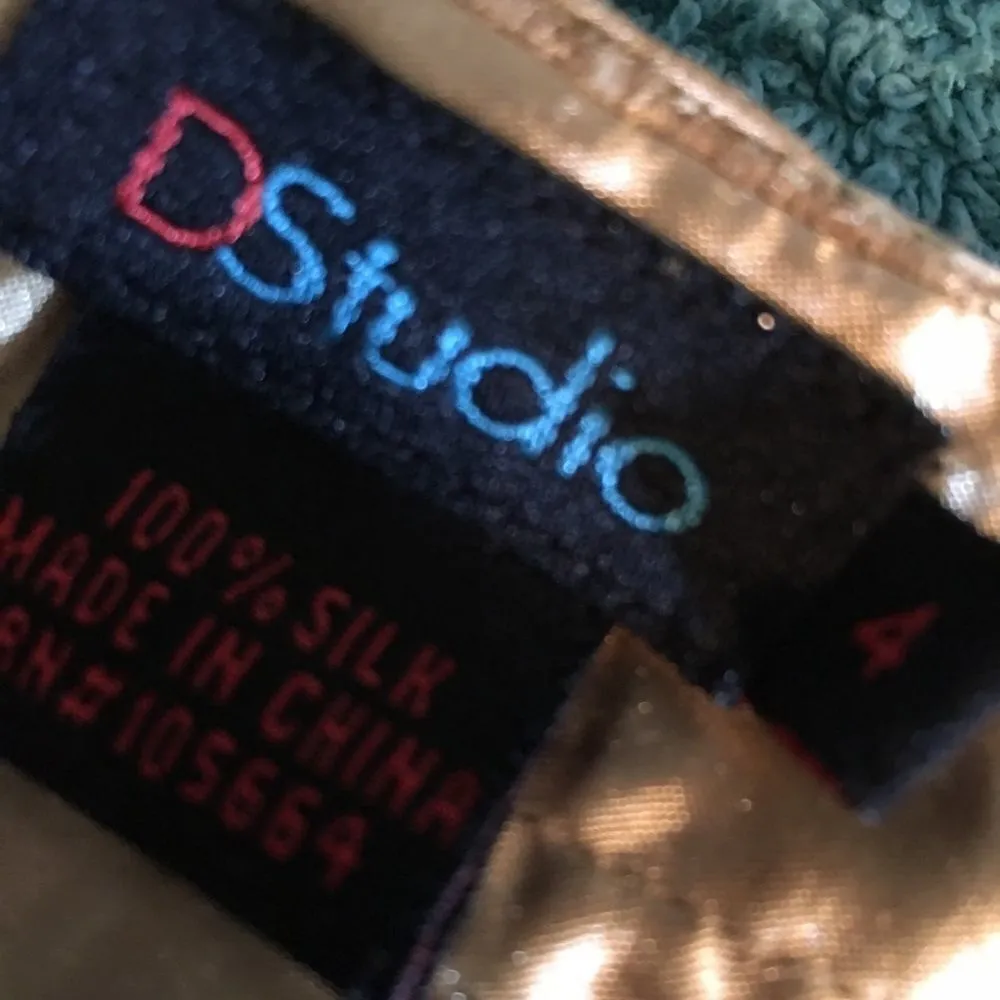 DStudio
4
100% SILK
MADE IN CHINA
RN#105664